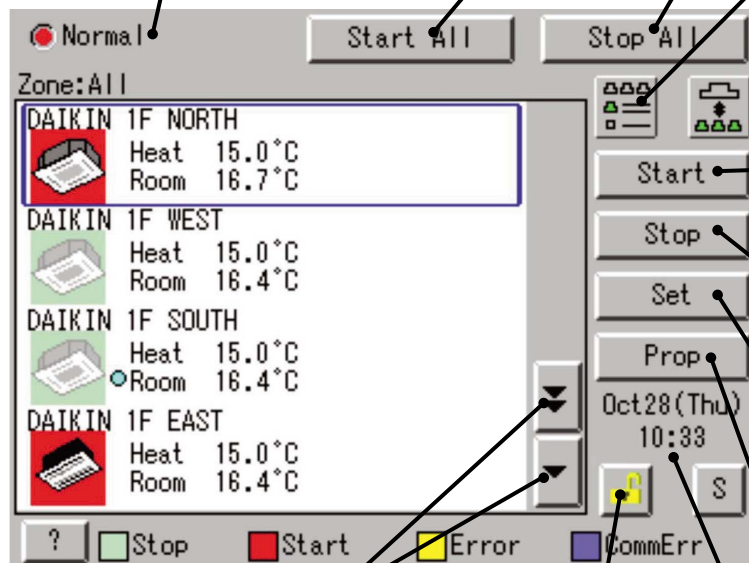 Normal Start All Stop All
Zone:All
DAIKIN 1F NORTH
Heat 15.0°C
Room 16.7°C
Start
DAIKIN 1F WEST
Heat 15.0°C
Room 16.4°C
Stop
Set
DAIKIN 1F SOUTH
Heat 15.0°C
Room 16.4°C
Prop
DAIKIN 1F EAST
Heat 15.0°C
Room 16.4°C
Oct28(Thu)
10:33
S
? Stop Start Error CommErr